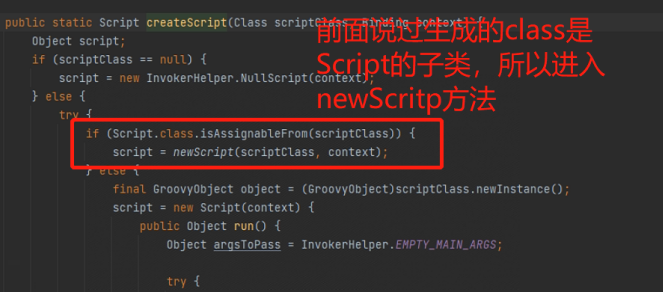 public static Script createScript(Class scriptClass, Binding context) {
前面说过生成的class是
Object script;
Script的子类，所以进入
if (scriptClass == null) {
script = new InvokerHelper.NullScript(context);
newScritp方法
} else {
try {
if (Script.class.isAssignableFrom(scriptClass)) {
script = newScript(scriptClass, context);
} else {
final GroovyObject object = (GroovyObject)scriptClass.newInstance();
script = new Script(context) {
public Object run() {
Object argsToPass = InvokerHelper.EMPTY_MAIN_ARGS;
try {